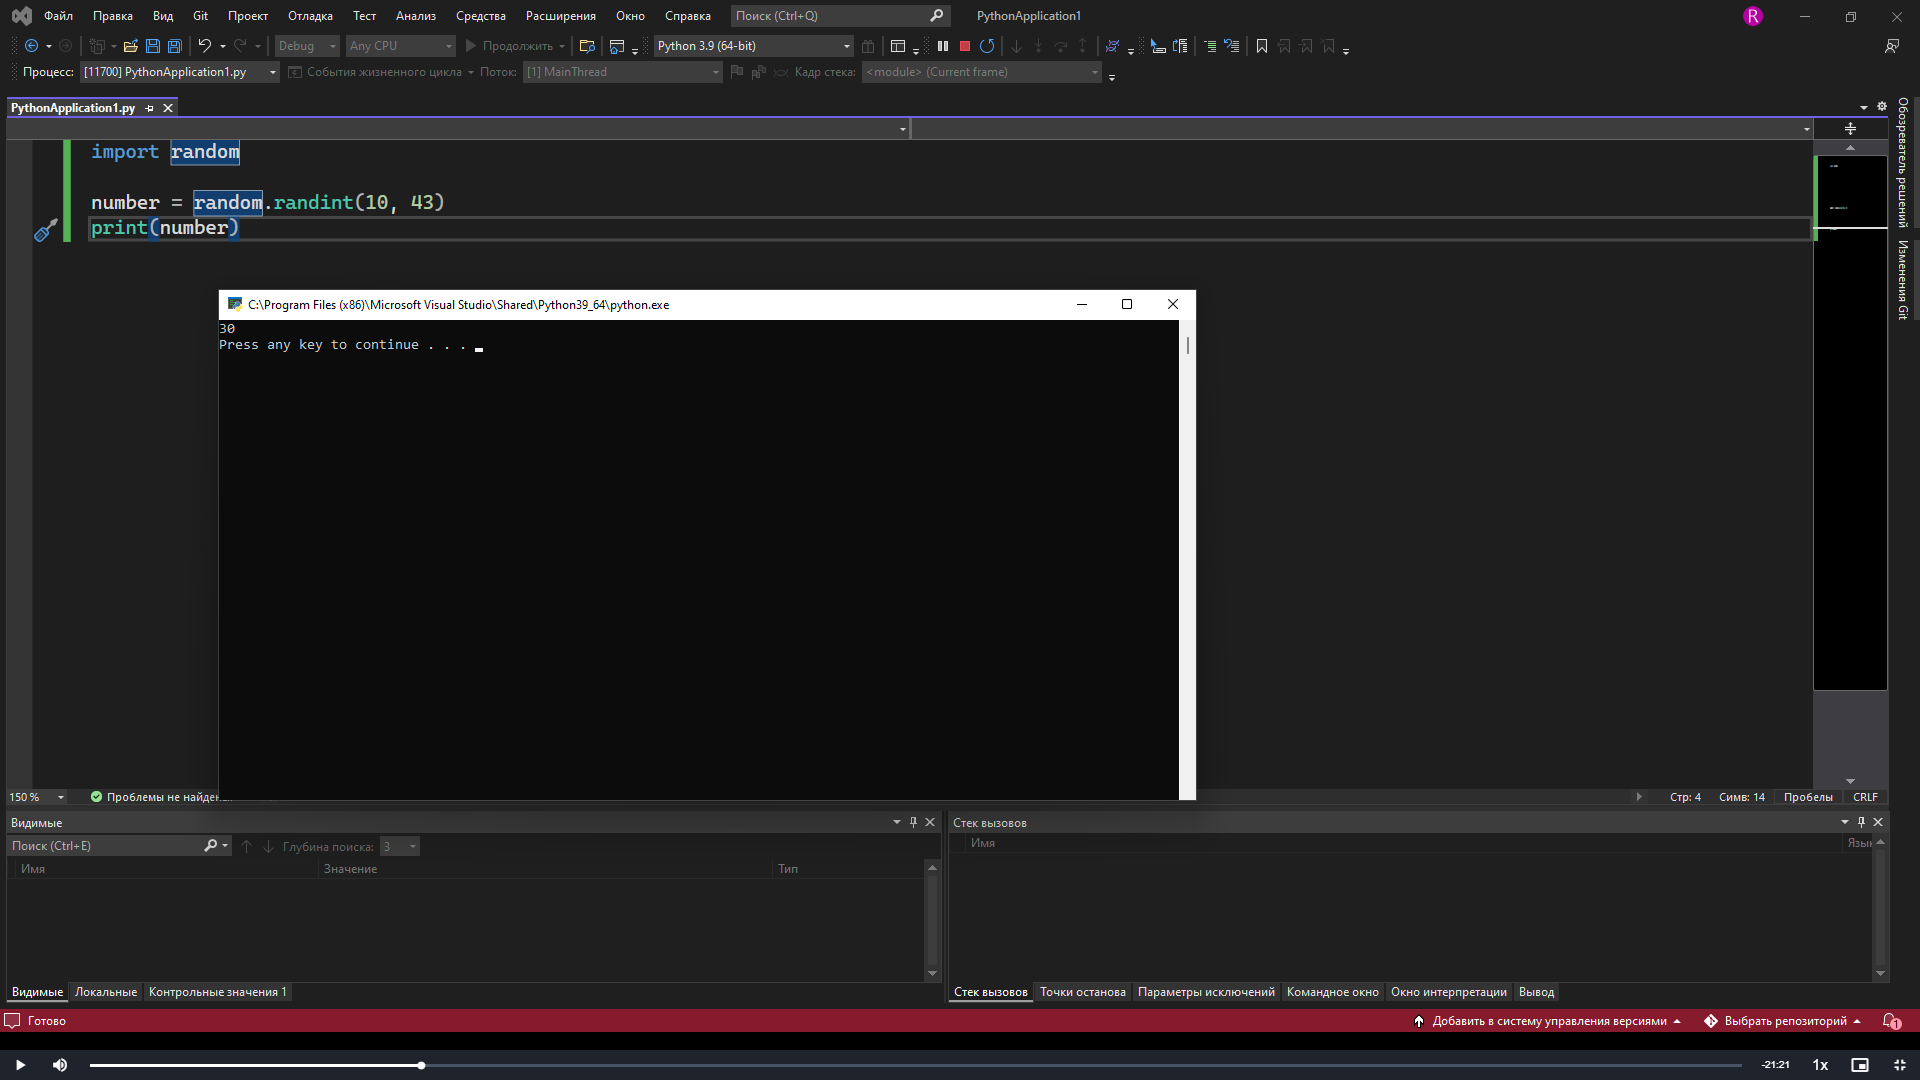 Файл Правка Вид Git Проект Отладка Тест Анализ Средства Расширения Окно Справка Поиск (Ctrl+Q) PythonApplication1 R
Debug Any CPU Продолжить Python 3.9 (64-bit)
Процесс: [11700] PythonApplication1.py События жизненного цикла Поток: [1] MainThread Кадр стека: <module> (Current frame)
PythonApplication1.py
Обозреватель решений
Изменения Git
import random
number = random.randint(10, 43)
print(number)
C:\Program Files (x86)\Microsoft Visual Studio\Shared\Python39_64\python.exe
30
Press any key to continue . . .
150 % Проблемы не найдены Стр: 4 Симв: 14 Пробелы CRLF
Видимые
Поиск (Ctrl+E) Глубина поиска: 3
Имя Значение Тип
Видимые Локальные Контрольные значения 1
Стек вызовов
Имя Язык
Стек вызовов Точки останова Параметры исключений Командное окно Окно интерпретации Вывод
Готово Добавить в систему управления версиями Выбрать репозиторий 1
-21:21 1x